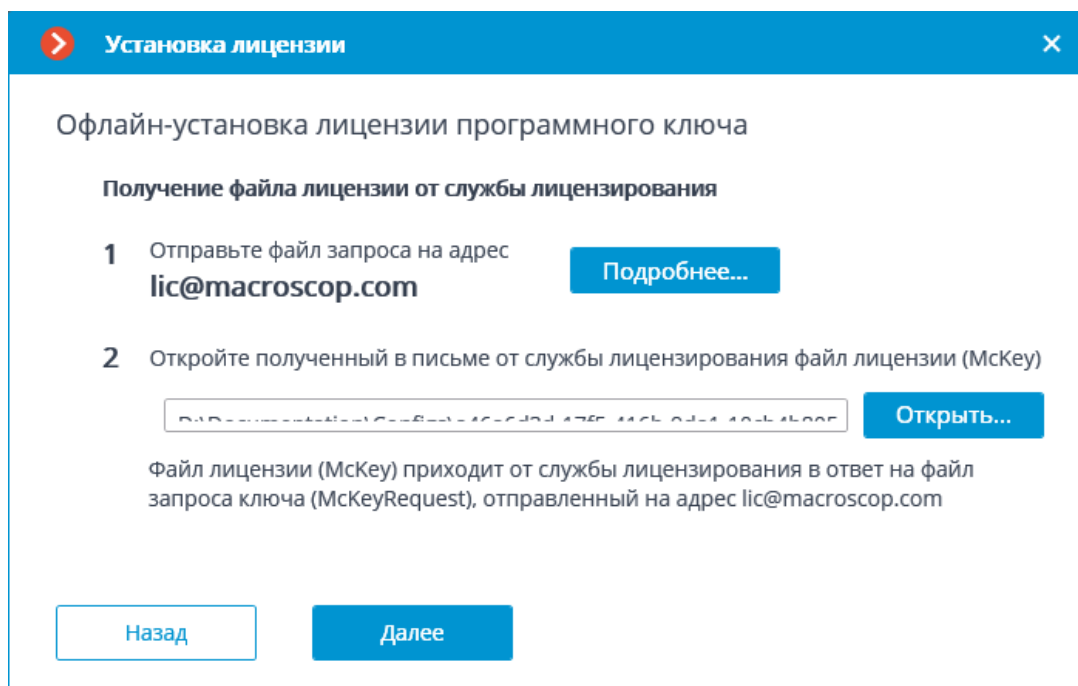 Установка лицензии
Офлайн-установка лицензии программного ключа
Получение файла лицензии от службы лицензирования
1 Отправьте файл запроса на адрес
lic@macroscop.com
Подробнее...
2 Откройте полученный в письме от службы лицензирования файл лицензии (McKey)
Открыть...
Файл лицензии (McKey) приходит от службы лицензирования в ответ на файл
запроса ключа (McKeyRequest), отправленный на адрес lic@macroscop.com
Назад
Далее